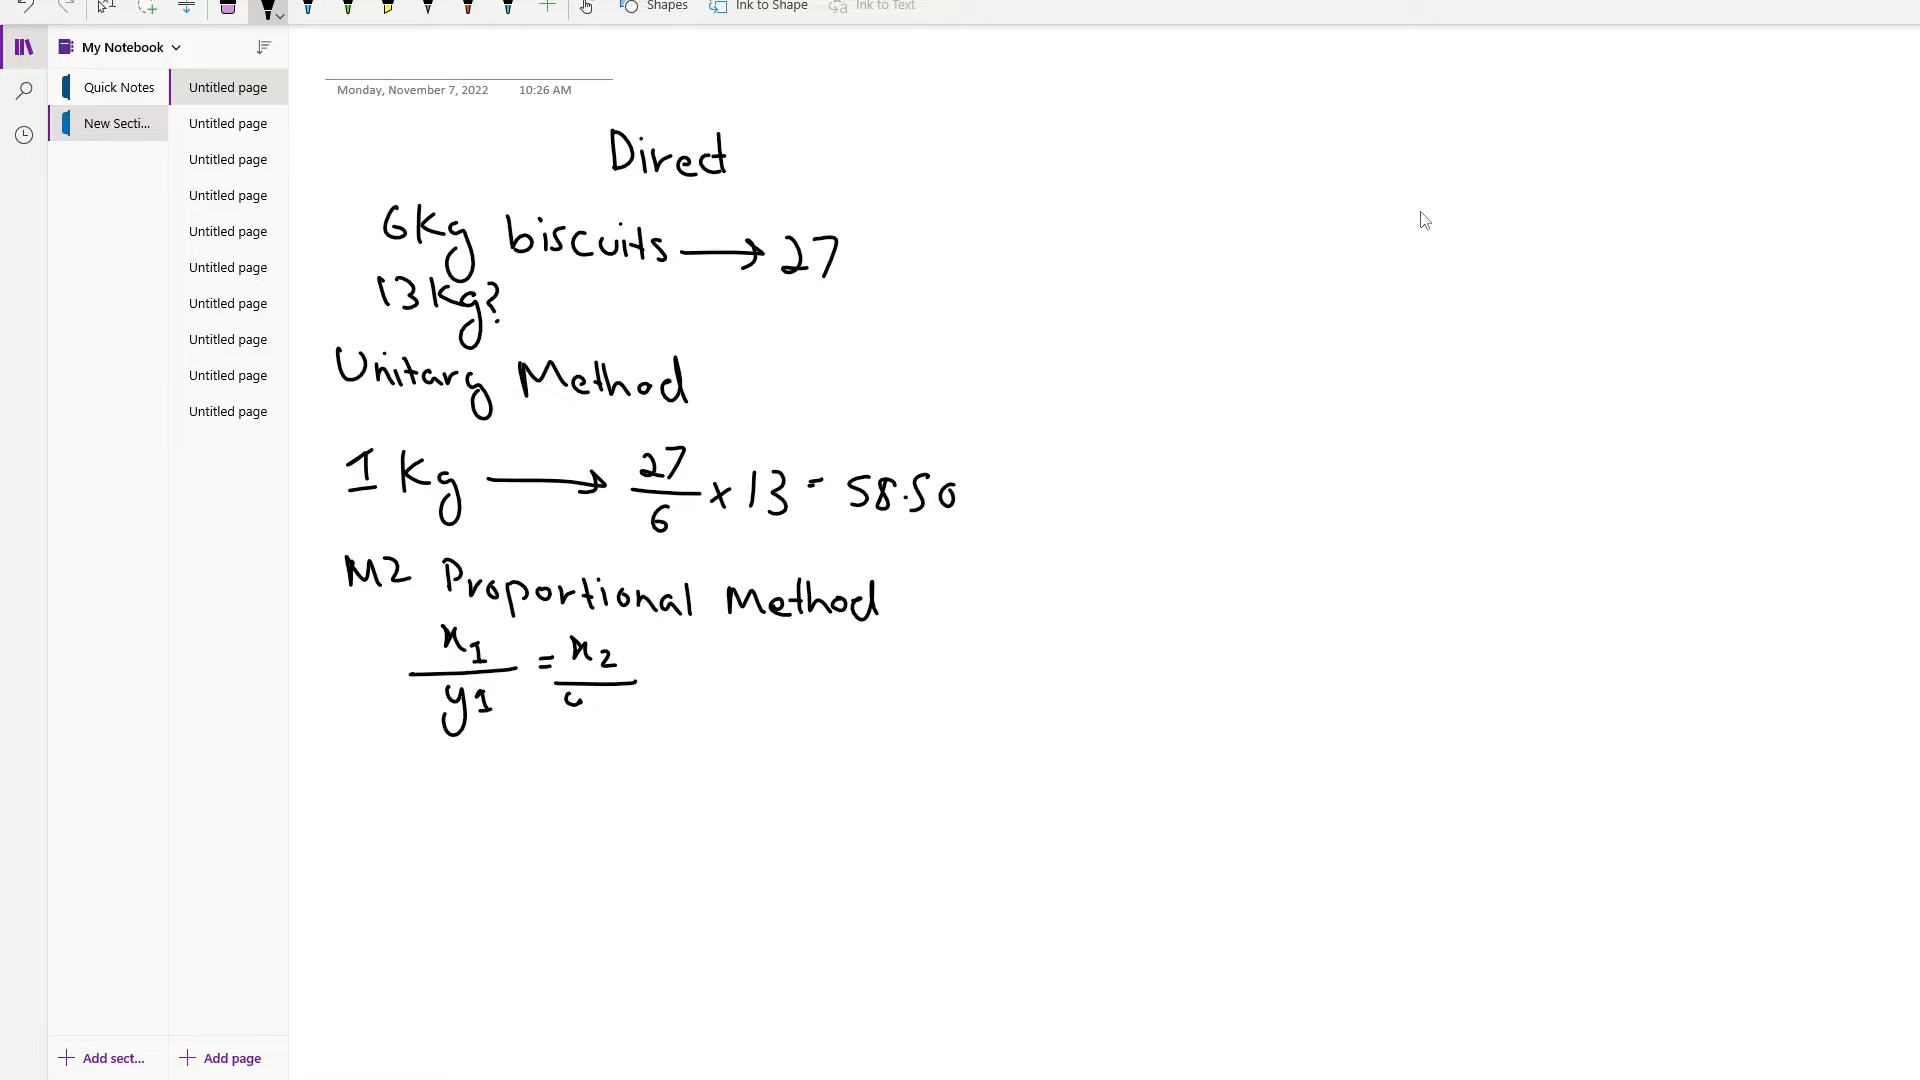 Shapes Ink to Shape Ink to Text
My Notebook
Quick Notes
New Secti...
Untitled page
Untitled page
Untitled page
Untitled page
Untitled page
Untitled page
Untitled page
Untitled page
Untitled page
Untitled page
Monday, November 7, 2022 10:26 AM
Direct
6kg biscuits → 27
13kg?
Unitary Method
1 Kg → 27/6 x 13 = 58.50
M2 Proportional Method
x1/y1 = x2/
+ Add sect... + Add page